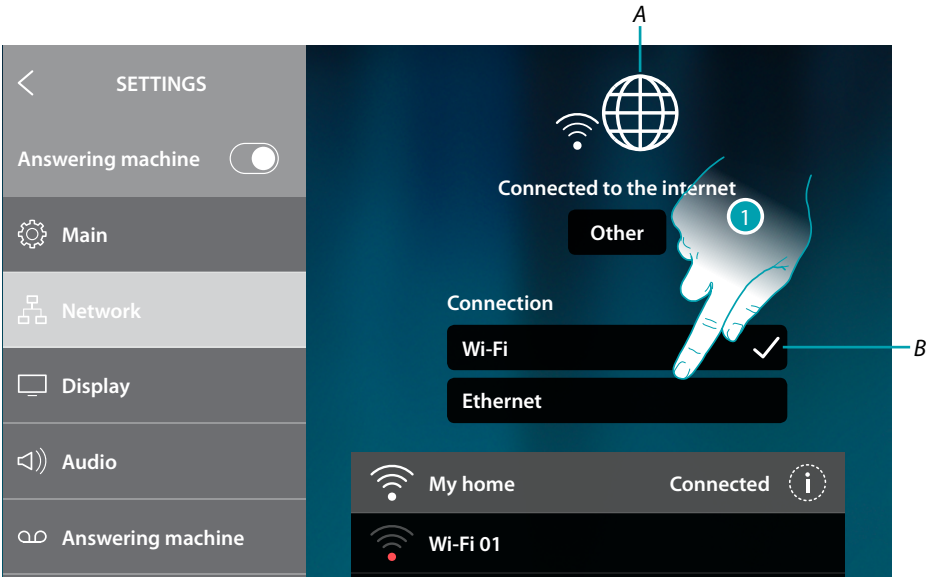 A
SETTINGS
Answering machine
Main
Network
Display
Audio
Answering machine
Connected to the internet
1
Other
Connection
Wi-Fi
B
Ethernet
My home Connected
Wi-Fi 01